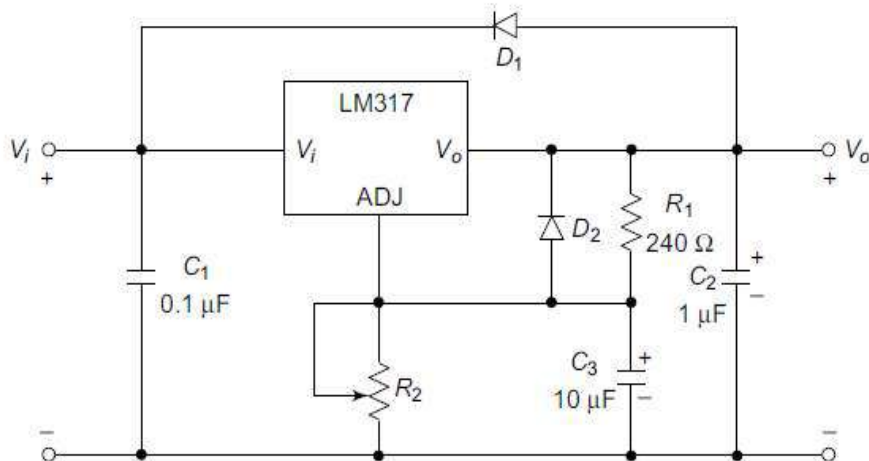 D1
LM317
Vi
+
Vi
Vo
Vo
+
ADJ
D2
R1
240 Ω
C1
0.1 μF
C2
1 μF
+
−
R2
C3
10 μF
+
−
−
−